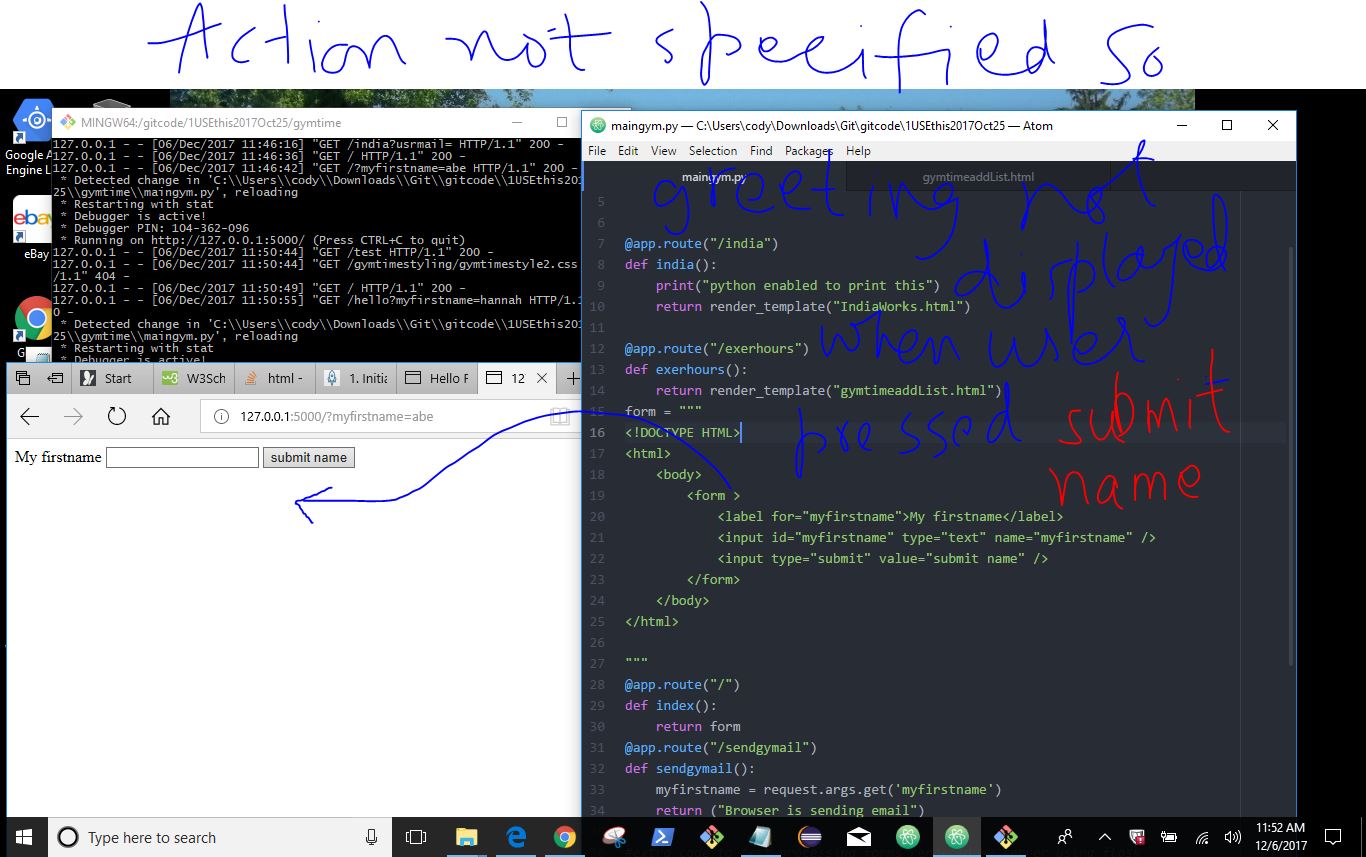 Action not specified so
greeting not
displayed
when user
pressed submit
name
Google A
Engine L
eBay
MINGW64:/gitcode/1USEthis2017Oct25/gymtime
127.0.0.1 - - [06/Dec/2017 11:46:16] "GET /india?usrmail= HTTP/1.1" 200 -
127.0.0.1 - - [06/Dec/2017 11:46:36] "GET / HTTP/1.1" 200 -
127.0.0.1 - - [06/Dec/2017 11:46:42] "GET /?myfirstname=abe HTTP/1.1" 200 -
* Detected change in 'C:\\Users\\cody\\Downloads\\Git\\gitcode\\1USEthis201
25\\gymtime\\maingym.py', reloading
* Restarting with stat
* Debugger is active!
* Debugger PIN: 104-362-096
* Running on http://127.0.0.1:5000/ (Press CTRL+C to quit)
127.0.0.1 - - [06/Dec/2017 11:50:44] "GET /test HTTP/1.1" 200 -
127.0.0.1 - - [06/Dec/2017 11:50:44] "GET /gymtimestyling/gymtimestyle2.css
/1.1" 404 -
127.0.0.1 - - [06/Dec/2017 11:50:49] "GET / HTTP/1.1" 200 -
127.0.0.1 - - [06/Dec/2017 11:50:55] "GET /hello?myfirstname=hannah HTTP/1.1
0 -
* Detected change in 'C:\\Users\\cody\\Downloads\\Git\\gitcode\\1USEthis201
25\\gymtime\\maingym.py', reloading
* Restarting with stat
* Debugger is active!
Start W3Sch html - 1. Initia Hello F 12
127.0.0.1:5000/?myfirstname=abe
My firstname submit name
maingym.py — C:\Users\cody\Downloads\Git\gitcode\1USEthis2017Oct25 — Atom
File Edit View Selection Find Packages Help
maingym.py gymtimeaddList.html
5
6
7 @app.route("/india")
8 def india():
9 print("python enabled to print this")
10 return render_template("IndiaWorks.html")
11
12 @app.route("/exerhours")
13 def exerhours():
14 return render_template("gymtimeaddList.html")
15 form = """
16 <!DOCTYPE HTML>
17 <html>
18 <body>
19 <form >
20 <label for="myfirstname">My firstname</label>
21 <input id="myfirstname" type="text" name="myfirstname" />
22 <input type="submit" value="submit name" />
23 </form>
24 </body>
25 </html>
26
27 """
28 @app.route("/")
29 def index():
30 return form
31 @app.route("/sendgymail")
32 def sendgymail():
33 myfirstname = request.args.get('myfirstname')
34 return ("Browser is sending email")
Type here to search
11:52 AM
12/6/2017